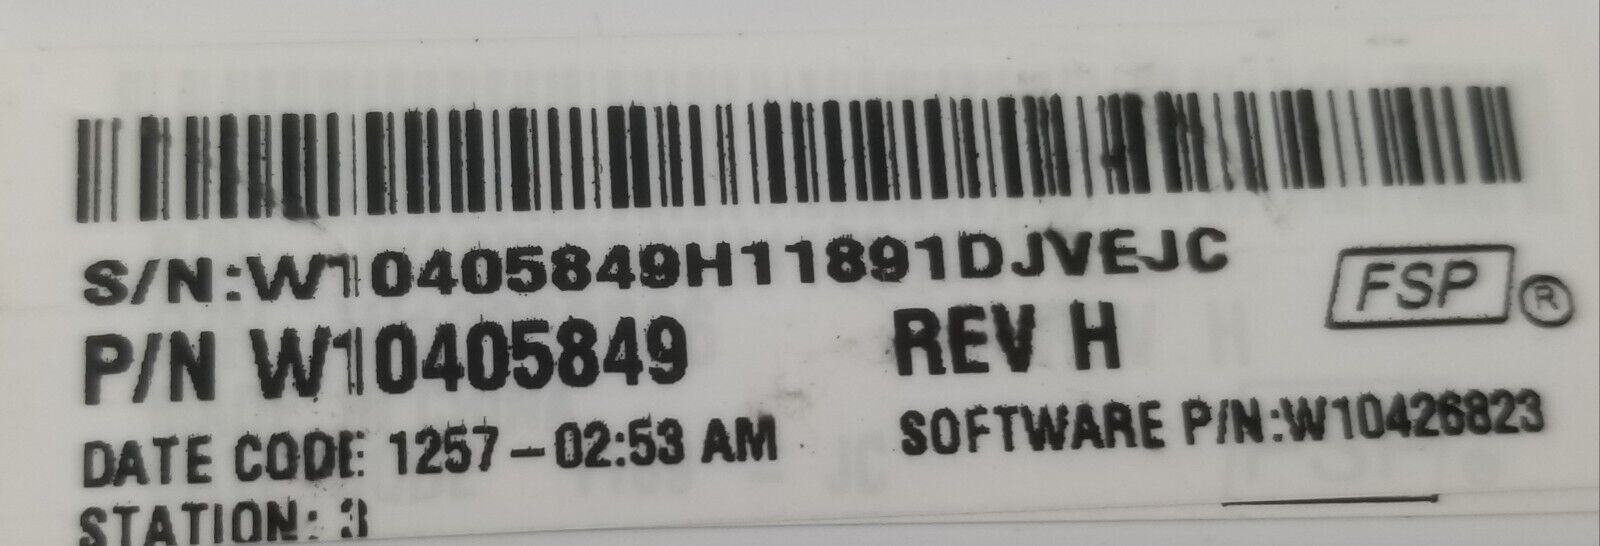 S/N:W10405849H11891DJVEJC
FSP ®
P/N W10405849 REV H
DATE CODE: 1257-02:53 AM SOFTWARE P/N:W10426823
STATION: 3